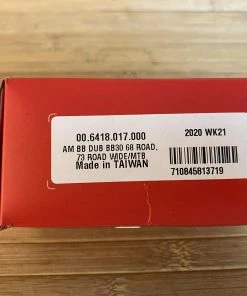 00.6418.017.000
2020 WK21
AM BB DUB BB30 68 ROAD,
73 ROAD WIDE/MTB
Made in TAIWAN
710845813719